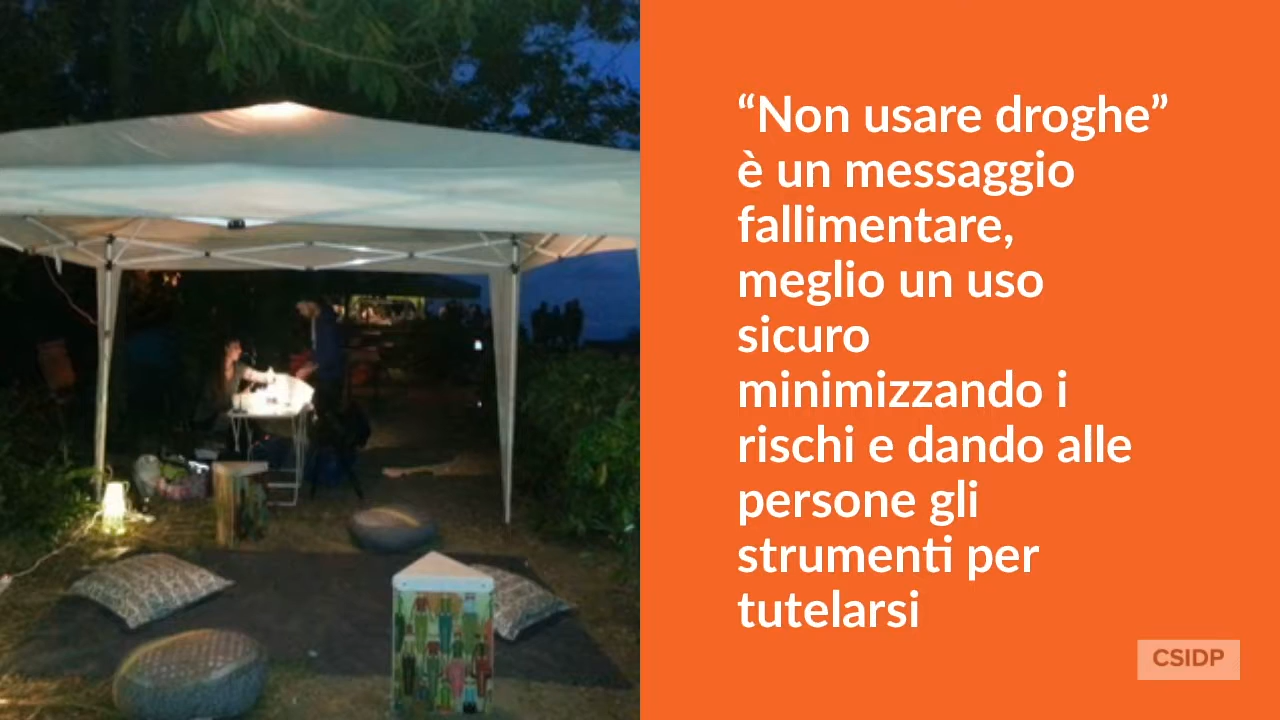 “Non usare droghe”
è un messaggio
fallimentare,
meglio un uso
sicuro
minimizzando i
rischi e dando alle
persone gli
strumenti per
tutelarsi
CSIDP